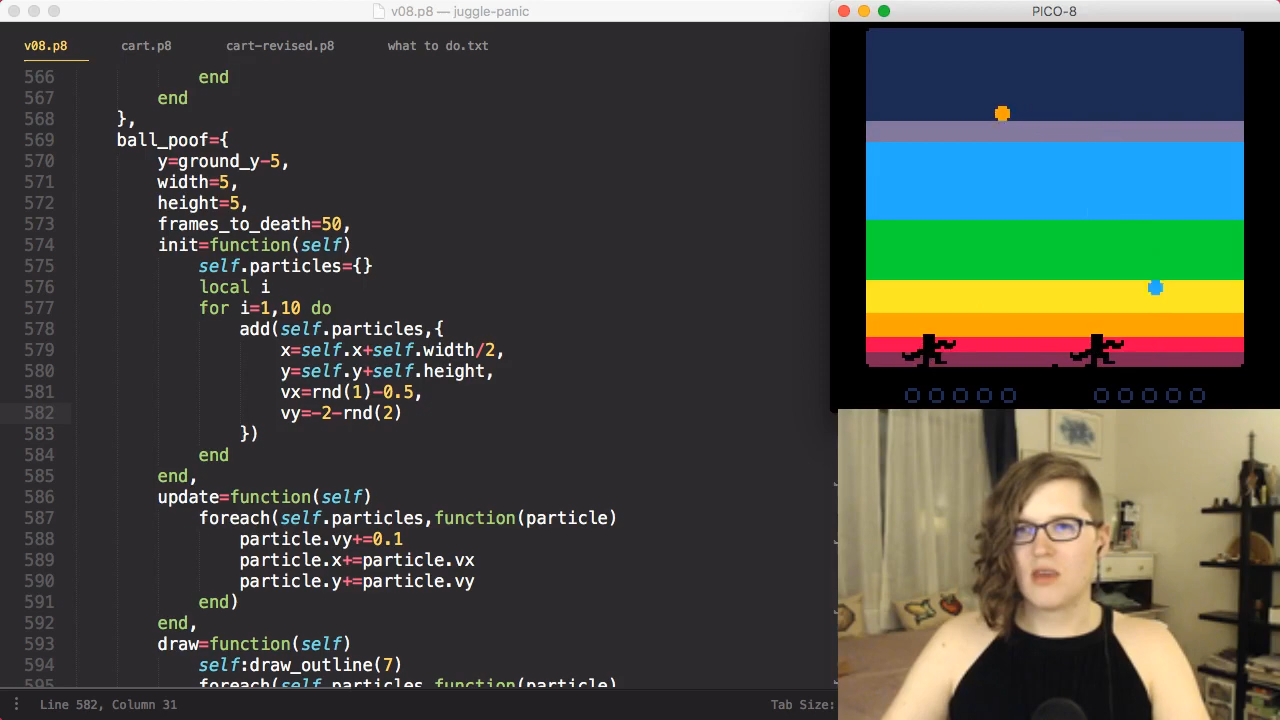 v08.p8 — juggle-panic
PICO-8
v08.p8 cart.p8 cart-revised.p8 what to do.txt
566 end
567 end
568 },
569 ball_poof={
570 y=ground_y-5,
571 width=5,
572 height=5,
573 frames_to_death=50,
574 init=function(self)
575 self.particles={}
576 local i
577 for i=1,10 do
578 add(self.particles,{
579 x=self.x+self.width/2,
580 y=self.y+self.height,
581 vx=rnd(1)-0.5,
582 vy=-2-rnd(2)
583 })
584 end
585 end,
586 update=function(self)
587 foreach(self.particles,function(particle)
588 particle.vy+=0.1
589 particle.x+=particle.vx
590 particle.y+=particle.vy
591 end)
592 end,
593 draw=function(self)
594 self:draw_outline(7)
595 foreach(self.particles,function(particle)
Line 582, Column 31
Tab Size: